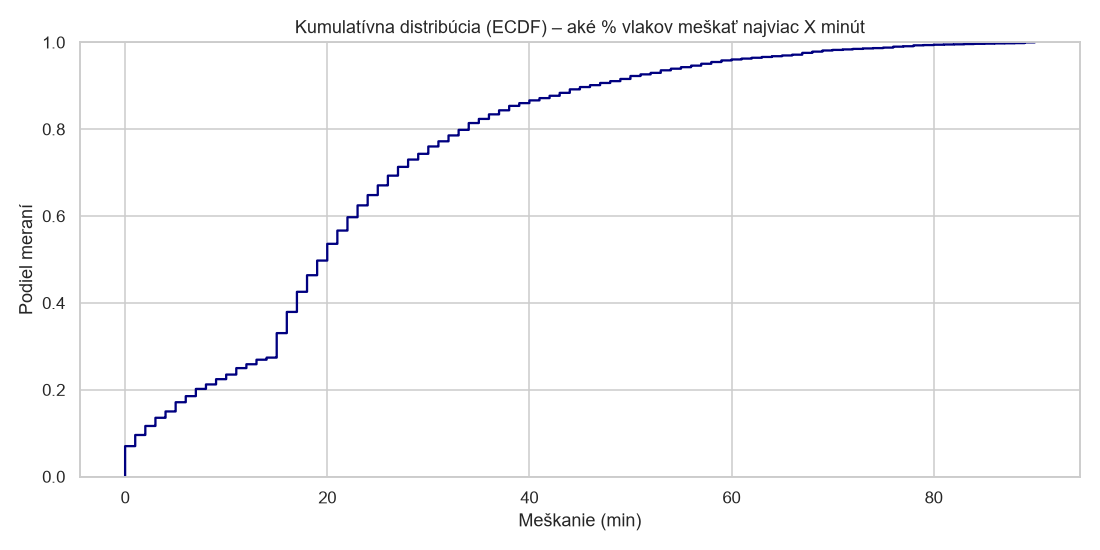 Kumulatívna distribúcia (ECDF) – aké % vlakov meškať najviac X minút
1.0
0.8
0.6
0.4
0.2
0.0
Podiel meraní
0 20 40 60 80
Meškanie (min)